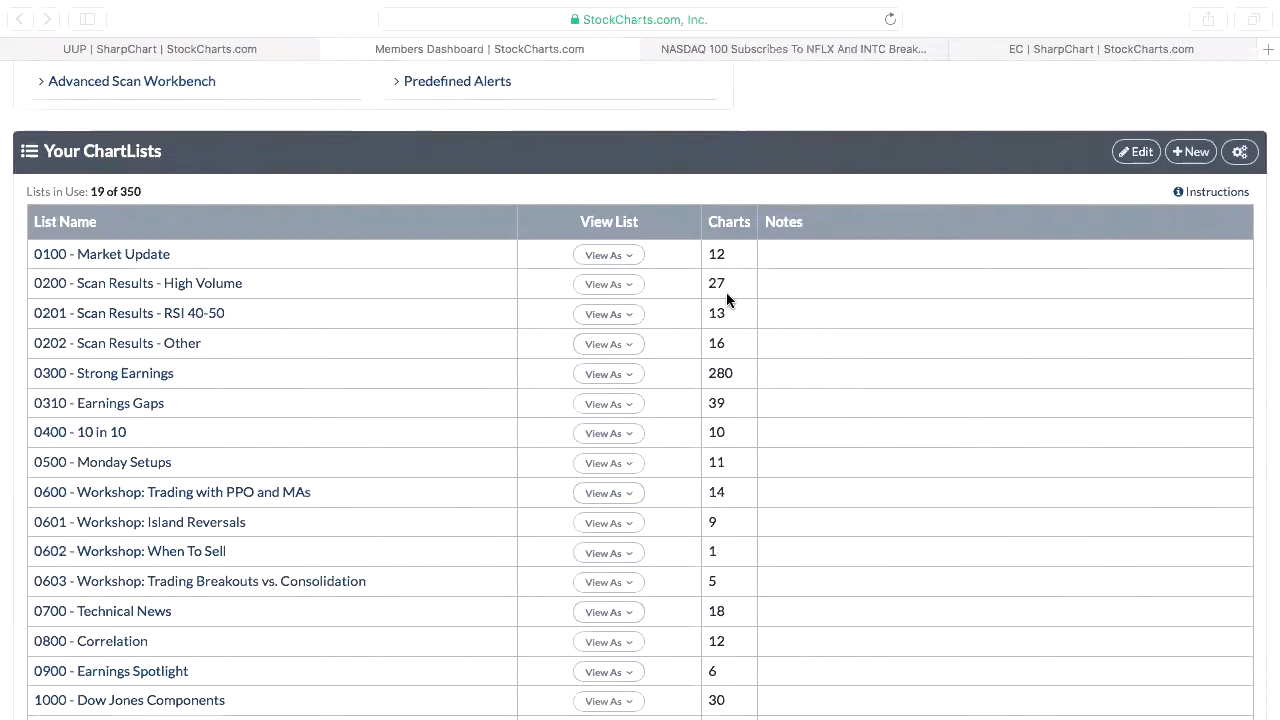 StockCharts.com, Inc.
UUP | SharpChart | StockCharts.com
Members Dashboard | StockCharts.com
NASDAQ 100 Subscribes To NFLX And INTC Break...
EC | SharpChart | StockCharts.com
> Advanced Scan Workbench
> Predefined Alerts
Your ChartLists
Edit
+ New
Lists in Use: 19 of 350
Instructions
List Name View List Charts Notes
0100 - Market Update View As 12
0200 - Scan Results - High Volume View As 27
0201 - Scan Results - RSI 40-50 View As 13
0202 - Scan Results - Other View As 16
0300 - Strong Earnings View As 280
0310 - Earnings Gaps View As 39
0400 - 10 in 10 View As 10
0500 - Monday Setups View As 11
0600 - Workshop: Trading with PPO and MAs View As 14
0601 - Workshop: Island Reversals View As 9
0602 - Workshop: When To Sell View As 1
0603 - Workshop: Trading Breakouts vs. Consolidation View As 5
0700 - Technical News View As 18
0800 - Correlation View As 12
0900 - Earnings Spotlight View As 6
1000 - Dow Jones Components View As 30